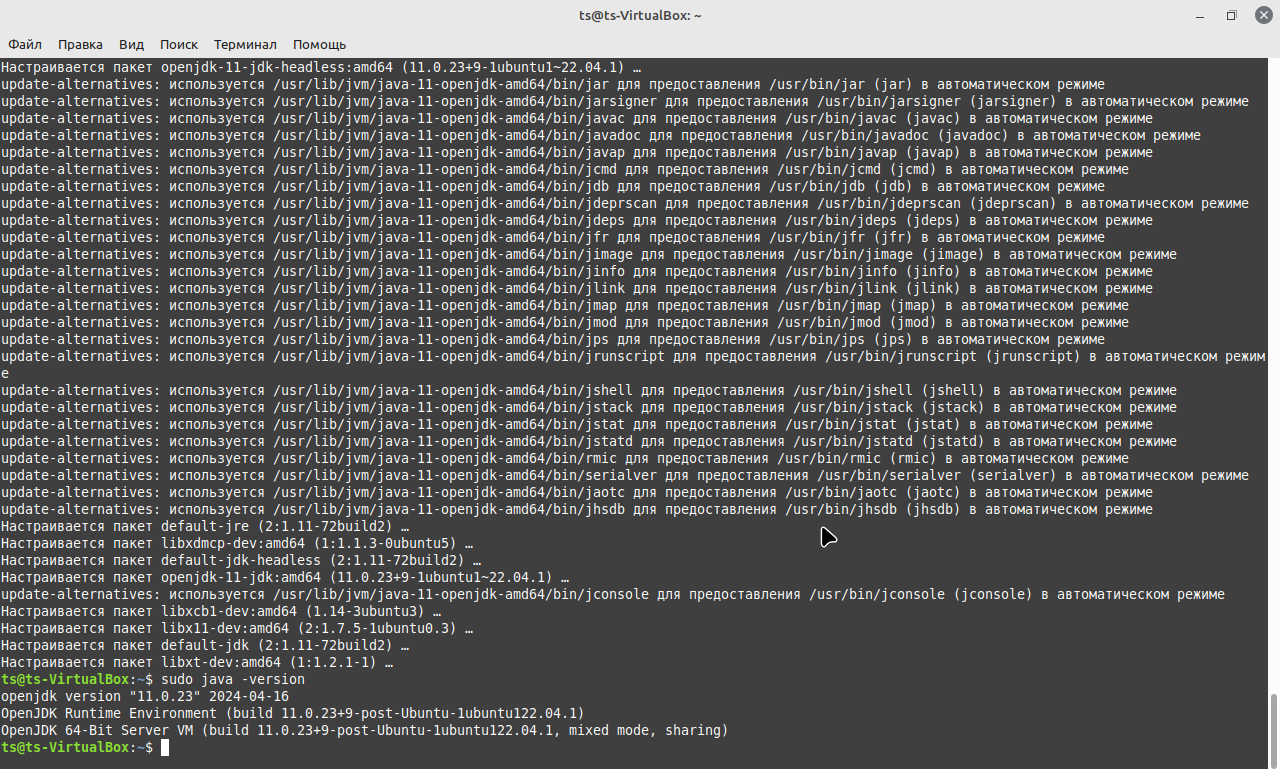 ts@ts-VirtualBox: ~
Файл Правка Вид Поиск Терминал Помощь
Настраивается пакет openjdk-11-jdk-headless:amd64 (11.0.23+9-1ubuntu1~22.04.1) …
update-alternatives: используется /usr/lib/jvm/java-11-openjdk-amd64/bin/jar для предоставления /usr/bin/jar (jar) в автоматическом режиме
update-alternatives: используется /usr/lib/jvm/java-11-openjdk-amd64/bin/jarsigner для предоставления /usr/bin/jarsigner (jarsigner) в автоматическом режиме
update-alternatives: используется /usr/lib/jvm/java-11-openjdk-amd64/bin/javac для предоставления /usr/bin/javac (javac) в автоматическом режиме
update-alternatives: используется /usr/lib/jvm/java-11-openjdk-amd64/bin/javadoc для предоставления /usr/bin/javadoc (javadoc) в автоматическом режиме
update-alternatives: используется /usr/lib/jvm/java-11-openjdk-amd64/bin/javap для предоставления /usr/bin/javap (javap) в автоматическом режиме
update-alternatives: используется /usr/lib/jvm/java-11-openjdk-amd64/bin/jcmd для предоставления /usr/bin/jcmd (jcmd) в автоматическом режиме
update-alternatives: используется /usr/lib/jvm/java-11-openjdk-amd64/bin/jdb для предоставления /usr/bin/jdb (jdb) в автоматическом режиме
update-alternatives: используется /usr/lib/jvm/java-11-openjdk-amd64/bin/jdeprscan для предоставления /usr/bin/jdeprscan (jdeprscan) в автоматическом режиме
update-alternatives: используется /usr/lib/jvm/java-11-openjdk-amd64/bin/jdeps для предоставления /usr/bin/jdeps (jdeps) в автоматическом режиме
update-alternatives: используется /usr/lib/jvm/java-11-openjdk-amd64/bin/jfr для предоставления /usr/bin/jfr (jfr) в автоматическом режиме
update-alternatives: используется /usr/lib/jvm/java-11-openjdk-amd64/bin/jimage для предоставления /usr/bin/jimage (jimage) в автоматическом режиме
update-alternatives: используется /usr/lib/jvm/java-11-openjdk-amd64/bin/jinfo для предоставления /usr/bin/jinfo (jinfo) в автоматическом режиме
update-alternatives: используется /usr/lib/jvm/java-11-openjdk-amd64/bin/jlink для предоставления /usr/bin/jlink (jlink) в автоматическом режиме
update-alternatives: используется /usr/lib/jvm/java-11-openjdk-amd64/bin/jmap для предоставления /usr/bin/jmap (jmap) в автоматическом режиме
update-alternatives: используется /usr/lib/jvm/java-11-openjdk-amd64/bin/jmod для предоставления /usr/bin/jmod (jmod) в автоматическом режиме
update-alternatives: используется /usr/lib/jvm/java-11-openjdk-amd64/bin/jps для предоставления /usr/bin/jps (jps) в автоматическом режиме
update-alternatives: используется /usr/lib/jvm/java-11-openjdk-amd64/bin/jrunscript для предоставления /usr/bin/jrunscript (jrunscript) в автоматическом режим
е
update-alternatives: используется /usr/lib/jvm/java-11-openjdk-amd64/bin/jshell для предоставления /usr/bin/jshell (jshell) в автоматическом режиме
update-alternatives: используется /usr/lib/jvm/java-11-openjdk-amd64/bin/jstack для предоставления /usr/bin/jstack (jstack) в автоматическом режиме
update-alternatives: используется /usr/lib/jvm/java-11-openjdk-amd64/bin/jstat для предоставления /usr/bin/jstat (jstat) в автоматическом режиме
update-alternatives: используется /usr/lib/jvm/java-11-openjdk-amd64/bin/jstatd для предоставления /usr/bin/jstatd (jstatd) в автоматическом режиме
update-alternatives: используется /usr/lib/jvm/java-11-openjdk-amd64/bin/rmic для предоставления /usr/bin/rmic (rmic) в автоматическом режиме
update-alternatives: используется /usr/lib/jvm/java-11-openjdk-amd64/bin/serialver для предоставления /usr/bin/serialver (serialver) в автоматическом режиме
update-alternatives: используется /usr/lib/jvm/java-11-openjdk-amd64/bin/jaotc для предоставления /usr/bin/jaotc (jaotc) в автоматическом режиме
update-alternatives: используется /usr/lib/jvm/java-11-openjdk-amd64/bin/jhsdb для предоставления /usr/bin/jhsdb (jhsdb) в автоматическом режиме
Настраивается пакет default-jre (2:1.11-72build2) …
Настраивается пакет libxdmcp-dev:amd64 (1:1.1.3-0ubuntu5) …
Настраивается пакет default-jdk-headless (2:1.11-72build2) …
Настраивается пакет openjdk-11-jdk:amd64 (11.0.23+9-1ubuntu1~22.04.1) …
update-alternatives: используется /usr/lib/jvm/java-11-openjdk-amd64/bin/jconsole для предоставления /usr/bin/jconsole (jconsole) в автоматическом режиме
Настраивается пакет libxcb1-dev:amd64 (1.14-3ubuntu3) …
Настраивается пакет libx11-dev:amd64 (2:1.7.5-1ubuntu0.3) …
Настраивается пакет default-jdk (2:1.11-72build2) …
Настраивается пакет libxt-dev:amd64 (1:1.2.1-1) …
ts@ts-VirtualBox:~$ sudo java -version
openjdk version "11.0.23" 2024-04-16
OpenJDK Runtime Environment (build 11.0.23+9-post-Ubuntu-1ubuntu122.04.1)
OpenJDK 64-Bit Server VM (build 11.0.23+9-post-Ubuntu-1ubuntu122.04.1, mixed mode, sharing)
ts@ts-VirtualBox:~$